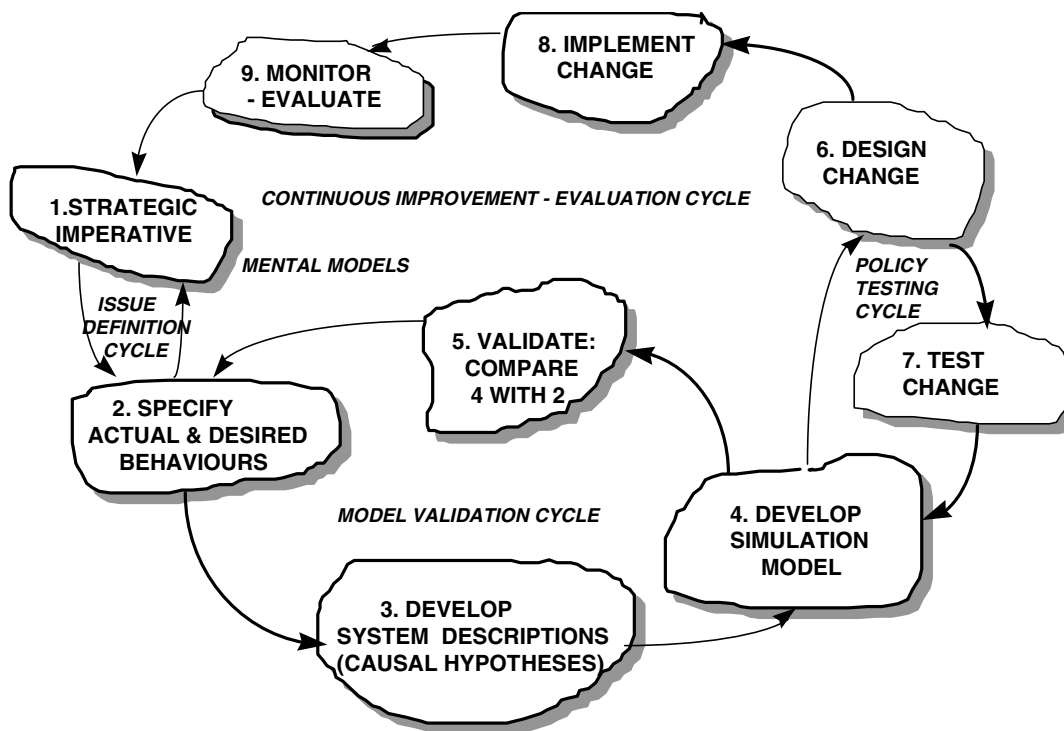 8. IMPLEMENT
CHANGE
9. MONITOR
- EVALUATE
6. DESIGN
CHANGE
1.STRATEGIC
IMPERATIVE
CONTINUOUS IMPROVEMENT - EVALUATION CYCLE
MENTAL MODELS
ISSUE
DEFINITION
CYCLE
POLICY
TESTING
CYCLE
5. VALIDATE:
COMPARE
4 WITH 2
7. TEST
CHANGE
2. SPECIFY
ACTUAL & DESIRED
BEHAVIOURS
MODEL VALIDATION CYCLE
4. DEVELOP
SIMULATION
MODEL
3. DEVELOP
SYSTEM DESCRIPTIONS
(CAUSAL HYPOTHESES)